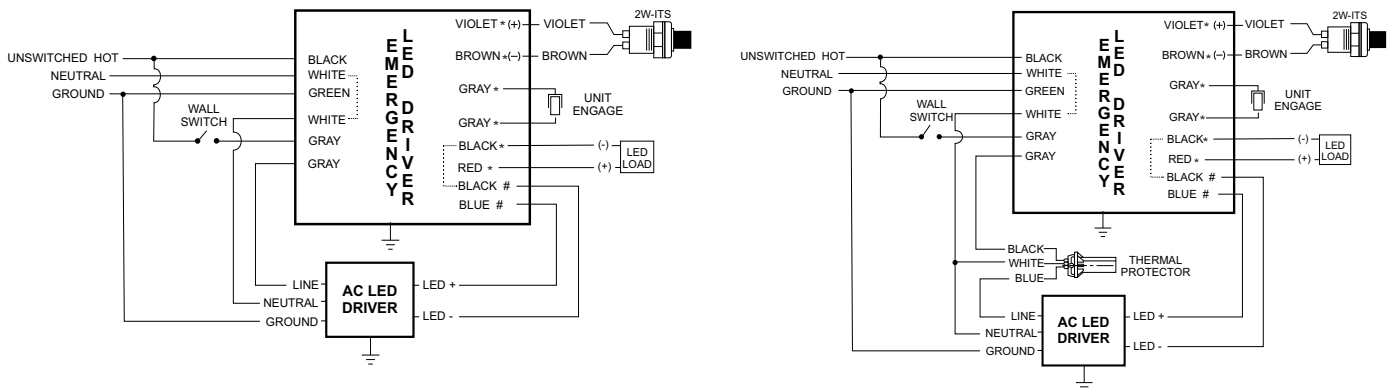 2W-ITS
VIOLET * (+)
VIOLET
BROWN *(–)
BROWN
UNSWITCHED HOT
BLACK
NEUTRAL
WHITE
GROUND
GREEN
GRAY *
UNIT
ENGAGE
WALL
SWITCH
WHITE
GRAY *
GRAY
BLACK *
(-)
LED
LOAD
GRAY
RED *
(+)
BLACK #
BLUE #
EMERGENCY
LED DRIVER
LINE
AC LED
DRIVER
LED +
NEUTRAL
GROUND
LED -
2W-ITS
VIOLET* (+)
VIOLET
BROWN *(–)
BROWN
UNSWITCHED HOT
BLACK
NEUTRAL
WHITE
GROUND
GREEN
GRAY*
UNIT
ENGAGE
WALL
SWITCH
WHITE
GRAY*
GRAY
BLACK*
(-)
LED
LOAD
GRAY
RED *
(+)
BLACK #
BLUE #
EMERGENCY
LED DRIVER
BLACK
WHITE
BLUE
THERMAL
PROTECTOR
LINE
AC LED
DRIVER
LED +
NEUTRAL
GROUND
LED -